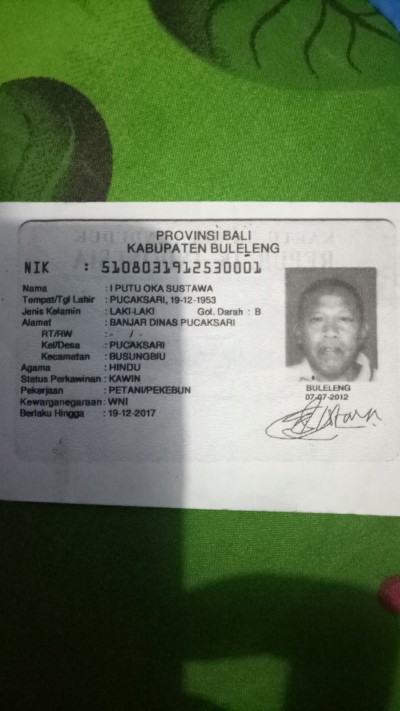 PROVINSI BALI
KABUPATEN BULELENG
NIK : 5108031912530001
Nama : I PUTU OKA SUSTAWA
Tempat/Tgl Lahir : PUCAKSARI, 19-12-1953
Jenis Kelamin : LAKI-LAKI Gol. Darah : B
Alamat : BANJAR DINAS PUCAKSARI
RT/RW : - / -
Kel/Desa : PUCAKSARI
Kecamatan : BUSUNGBIU
Agama : HINDU
Status Perkawinan : KAWIN
Pekerjaan : PETANI/PEKEBUN
Kewarganegaraan : WNI
Berlaku Hingga : 19-12-2017
BULELENG
07-07-2012